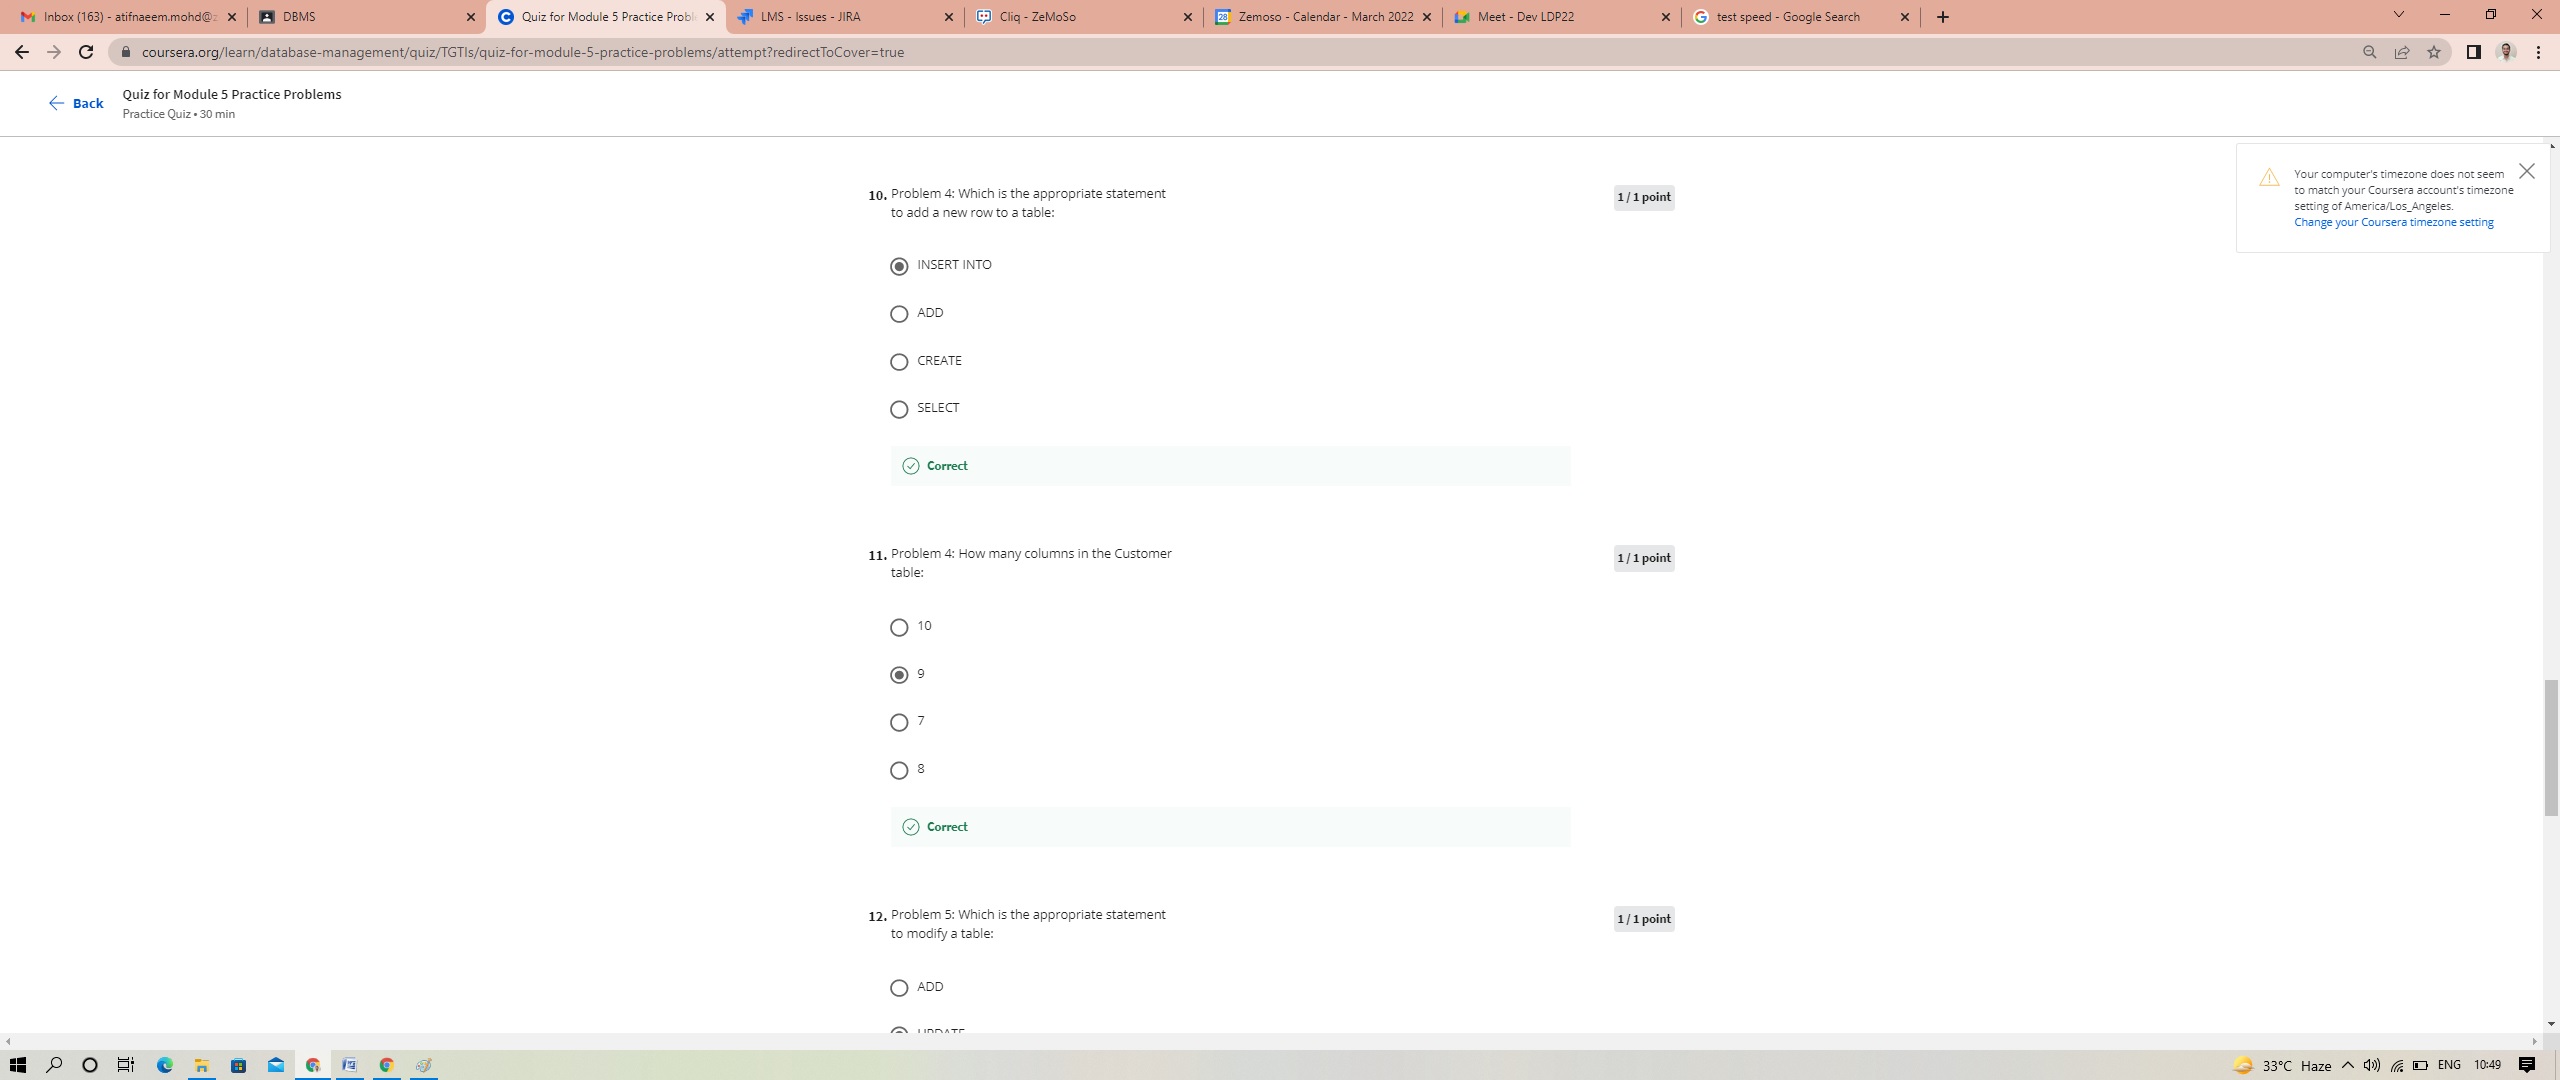 Inbox (163) - atifnaeem.mohd@z
DBMS
Quiz for Module 5 Practice Proble
LMS - Issues - JIRA
Cliq - ZeMoSo
Zemoso - Calendar - March 2022
Meet - Dev LDP22
test speed - Google Search
coursera.org/learn/database-management/quiz/TGTIs/quiz-for-module-5-practice-problems/attempt?redirectToCover=true
Back
Quiz for Module 5 Practice Problems
Practice Quiz • 30 min
Your computer's timezone does not seem
to match your Coursera account's timezone
setting of America/Los_Angeles.
Change your Coursera timezone setting
10. Problem 4: Which is the appropriate statement
to add a new row to a table:
1 / 1 point
INSERT INTO
ADD
CREATE
SELECT
Correct
11. Problem 4: How many columns in the Customer
table:
1 / 1 point
10
9
7
8
Correct
12. Problem 5: Which is the appropriate statement
to modify a table:
1 / 1 point
ADD
UPDATE
33°C Haze
ENG
10:49